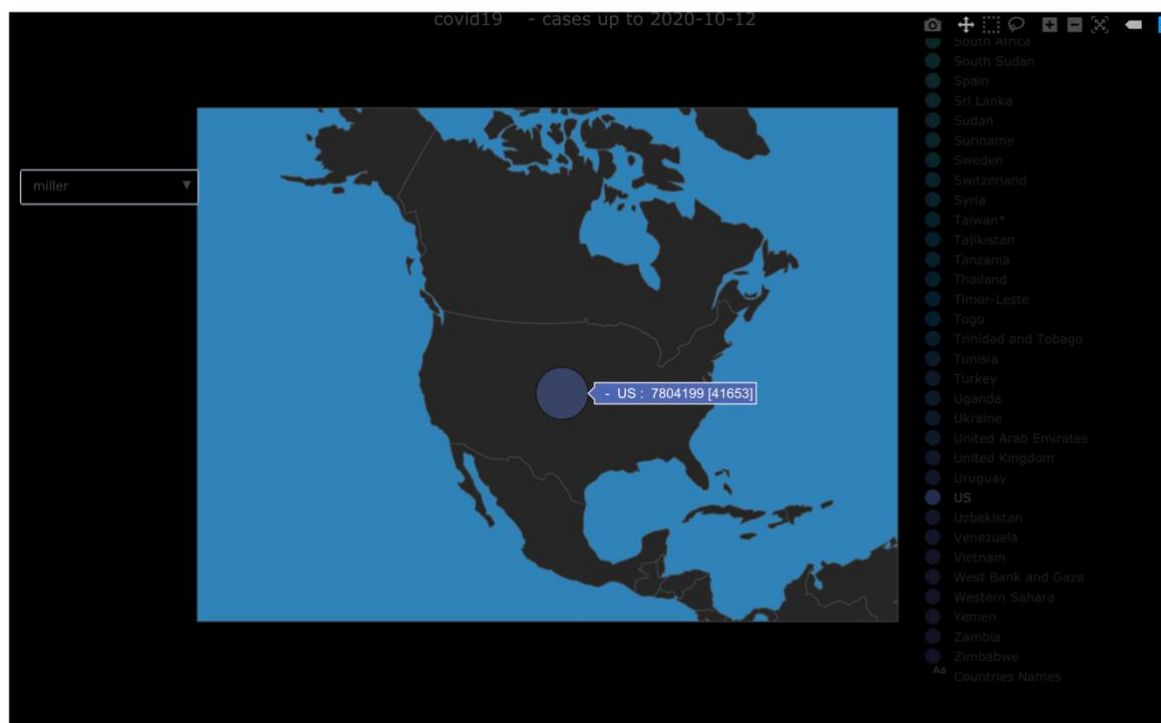 covid19 - cases up to 2020-10-12
miller
- US : 7804199 [41653]
South Africa
South Sudan
Spain
Sri Lanka
Sudan
Suriname
Sweden
Switzerland
Syria
Taiwan*
Tajikistan
Tanzania
Thailand
Timor-Leste
Togo
Trinidad and Tobago
Tunisia
Turkey
Uganda
Ukraine
United Arab Emirates
United Kingdom
Uruguay
US
Uzbekistan
Venezuela
Vietnam
West Bank and Gaza
Western Sahara
Yemen
Zambia
Zimbabwe
Aa Countries Names